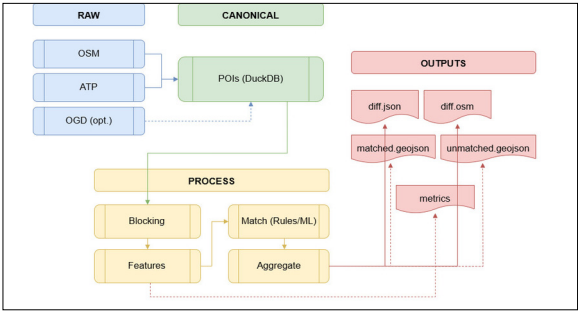 RAW
CANONICAL
OSM
ATP
OGD (opt.)
POIs (DuckDB)
OUTPUTS
diff.json
diff.osm
matched.geojson
unmatched.geojson
metrics
PROCESS
Blocking
Match (Rules/ML)
Features
Aggregate